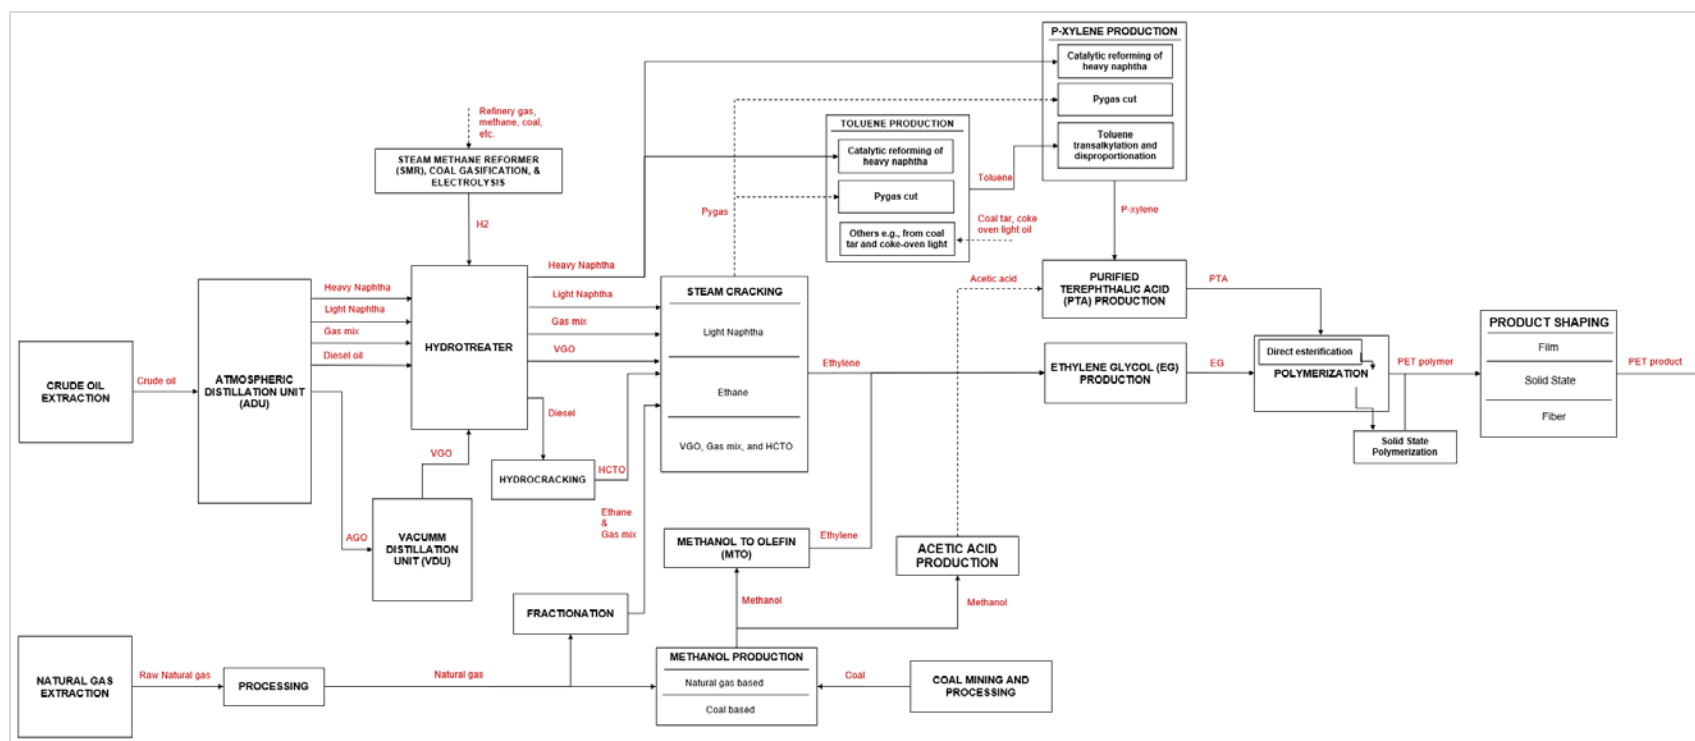 P-XYLENE PRODUCTION
Catalytic reforming of
heavy naphtha
Pygas cut
Toluene
transalkylation and
disproportionation
Refinery gas,
methane, coal,
etc.
TOLUENE PRODUCTION
Catalytic reforming of
heavy naphtha
Pygas cut
Others e.g., from coal
tar and coke-oven light
Toluene
Coal tar, coke
oven light oil
P-xylene
STEAM METHANE REFORMER
(SMR), COAL GASIFICATION, &
ELECTROLYSIS
H2
Pygas
Heavy Naphtha
Light Naphtha
Gas mix
Diesel oil
HYDROTREATER
Heavy Naphtha
Light Naphtha
Gas mix
VGO
Diesel
STEAM CRACKING
Light Naphtha
Ethane
VGO, Gas mix, and HCTO
Ethylene
Acetic acid
PURIFIED
TEREPHTHALIC ACID
(PTA) PRODUCTION
PTA
ETHYLENE GLYCOL (EG)
PRODUCTION
EG
Direct esterification
POLYMERIZATION
PET polymer
Solid State
Polymerization
PRODUCT SHAPING
Film
Solid State
Fiber
PET product
CRUDE OIL
EXTRACTION
Crude oil
ATMOSPHERIC
DISTILLATION UNIT
(ADU)
VGO
HYDROCRACKING
HCTO
Ethane
&
Gas mix
AGO
VACUMM
DISTILLATION
UNIT (VDU)
METHANOL TO OLEFIN
(MTO)
Ethylene
ACETIC ACID
PRODUCTION
Methanol
Methanol
FRACTIONATION
NATURAL GAS
EXTRACTION
Raw Natural gas
PROCESSING
Natural gas
METHANOL PRODUCTION
Natural gas based
Coal based
Coal
COAL MINING AND
PROCESSING